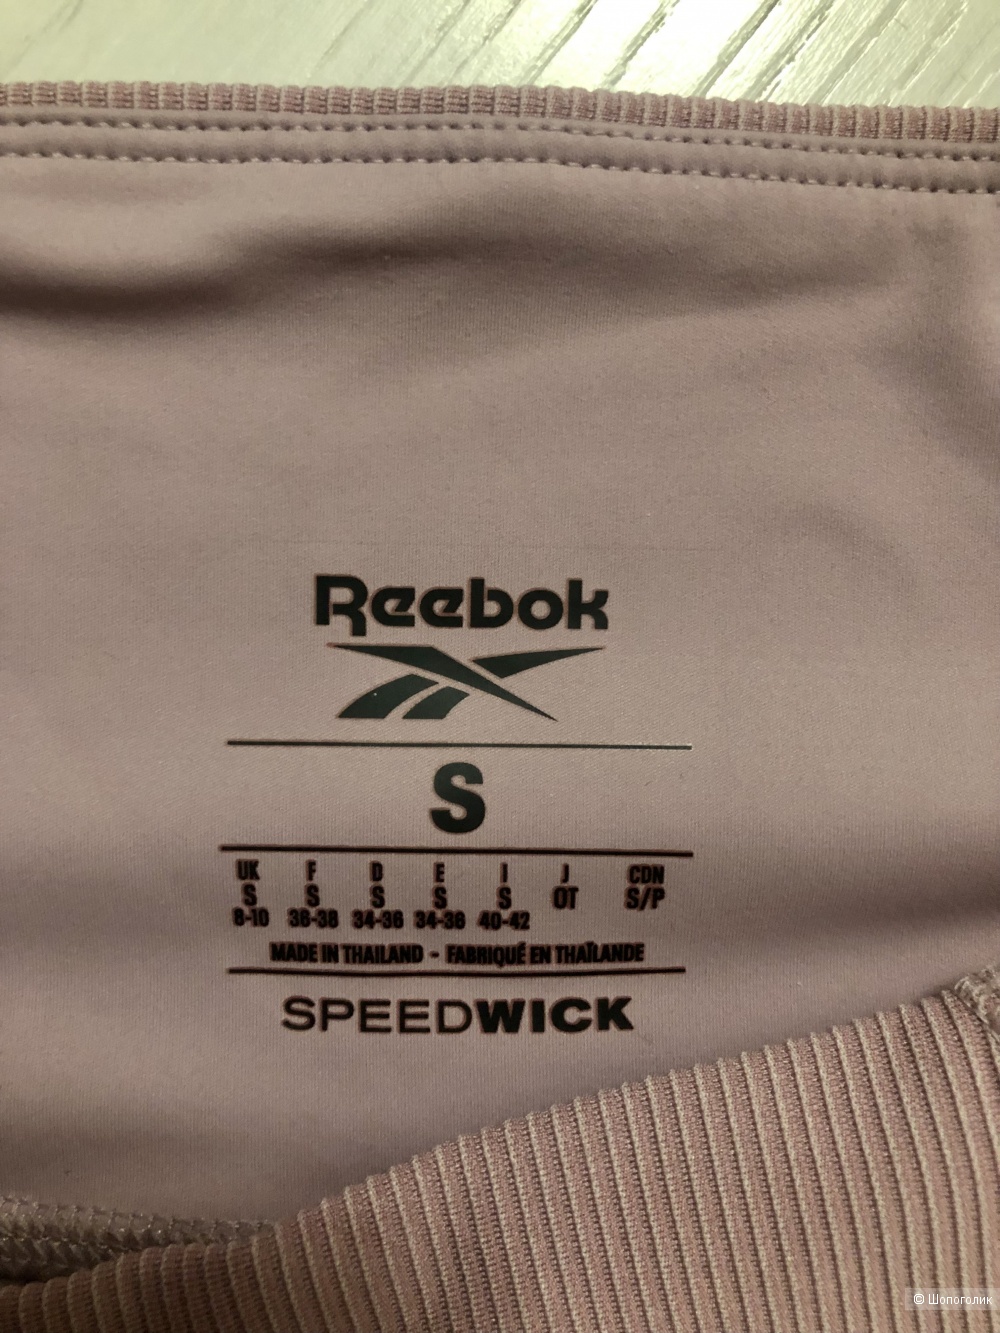 Reebok
S
UK F D E I J CDN
S S S S S OT S/P
8-10 36-38 34-36 34-36 40-42
MADE IN THAILAND - FABRIQUÉ EN THAÏLANDE
SPEEDWICK
© Шопоголик